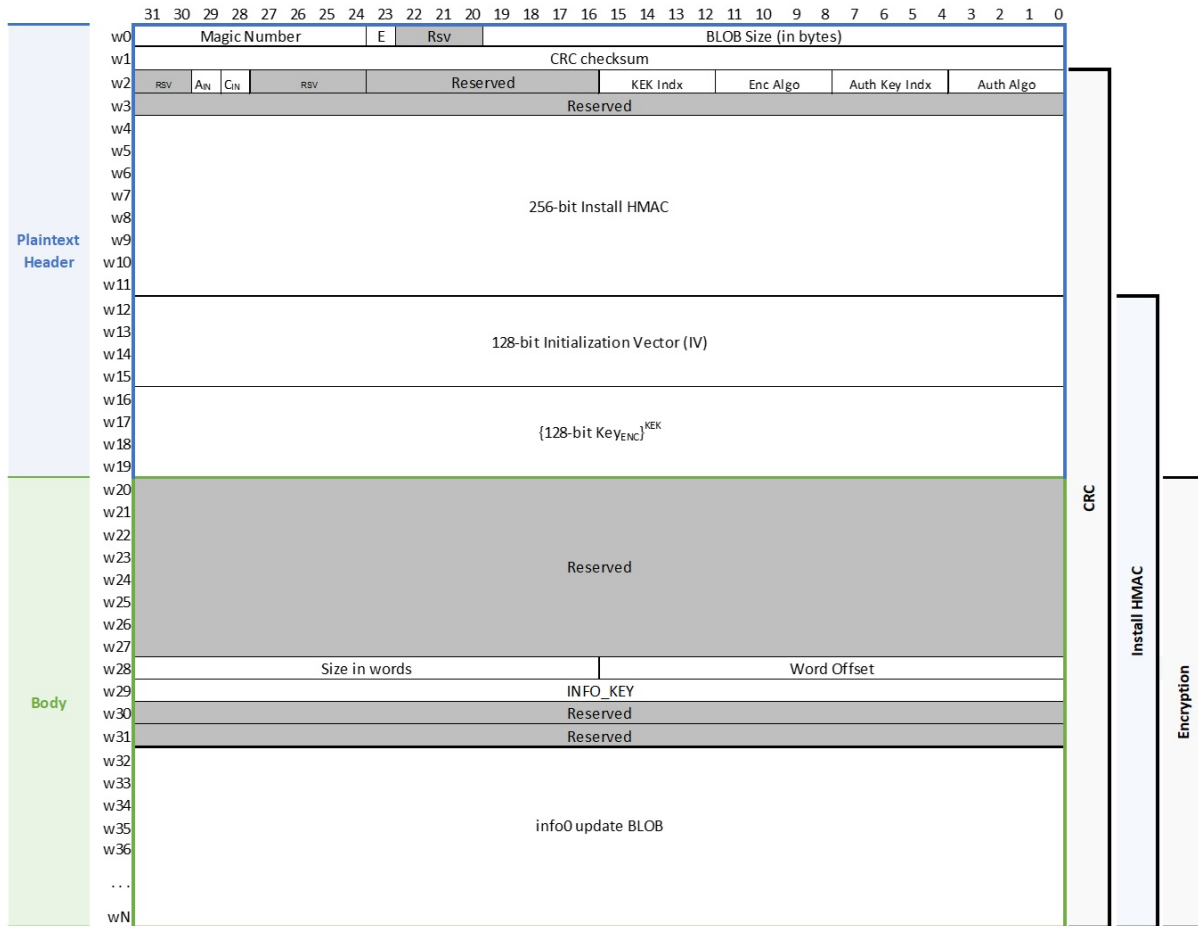 31 30 29 28 27 26 25 24 23 22 21 20 19 18 17 16 15 14 13 12 11 10 9 8 7 6 5 4 3 2 1 0
w0 Magic Number E Rsv BLOB Size (in bytes)
w1 CRC checksum
w2 RSV AIN CIN RSV Reserved KEK Indx Enc Algo Auth Key Indx Auth Algo
w3 Reserved
w4
w5
w6
w7
256-bit Install HMAC
w8
w9
w10
w11
Plaintext
Header
w12
w13
128-bit Initialization Vector (IV)
w14
w15
w16
w17
{128-bit KeyENC}KEK
w18
w19
w20
w21
w22
w23
Reserved
w24
w25
w26
w27
w28 Size in words Word Offset
w29 INFO_KEY
w30 Reserved
w31 Reserved
Body
w32
w33
w34
w35 info0 update BLOB
w36
...
wN
CRC
Install HMAC
Encryption